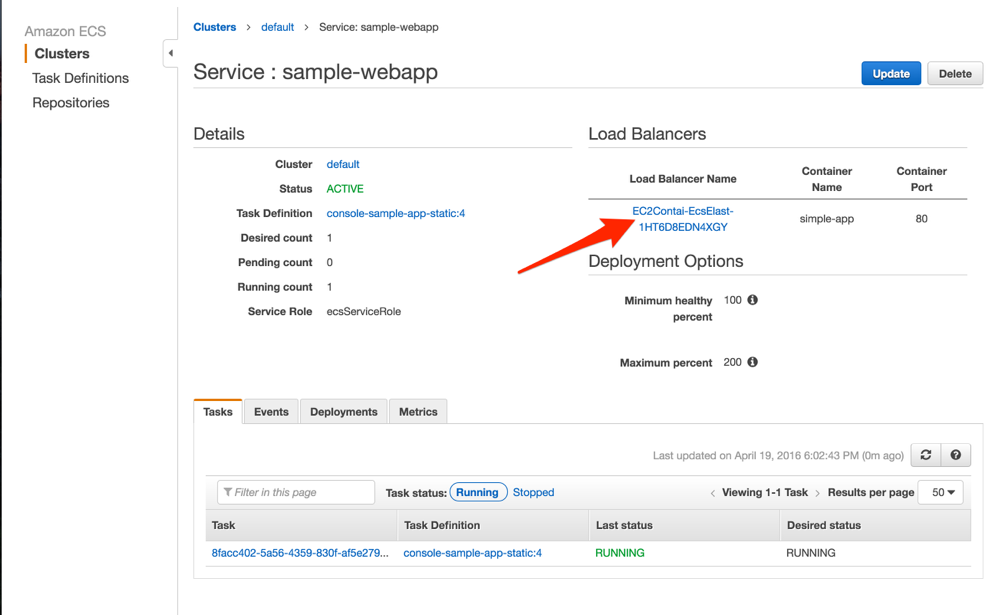 Amazon ECS
Clusters
Task Definitions
Repositories
Clusters > default > Service: sample-webapp
Service : sample-webapp
Update
Delete
Details
Cluster default
Status ACTIVE
Task Definition console-sample-app-static:4
Desired count 1
Pending count 0
Running count 1
Service Role ecsServiceRole
Load Balancers
Load Balancer Name Container Name Container Port
EC2Contai-EcsElast-
1HT6D8EDN4XGY simple-app 80
Deployment Options
Minimum healthy percent 100
Maximum percent 200
Tasks Events Deployments Metrics
Last updated on April 19, 2016 6:02:43 PM (0m ago)
Filter in this page Task status: Running Stopped < Viewing 1-1 Task > Results per page 50
Task Task Definition Last status Desired status
8facc402-5a56-4359-830f-af5e279... console-sample-app-static:4 RUNNING RUNNING